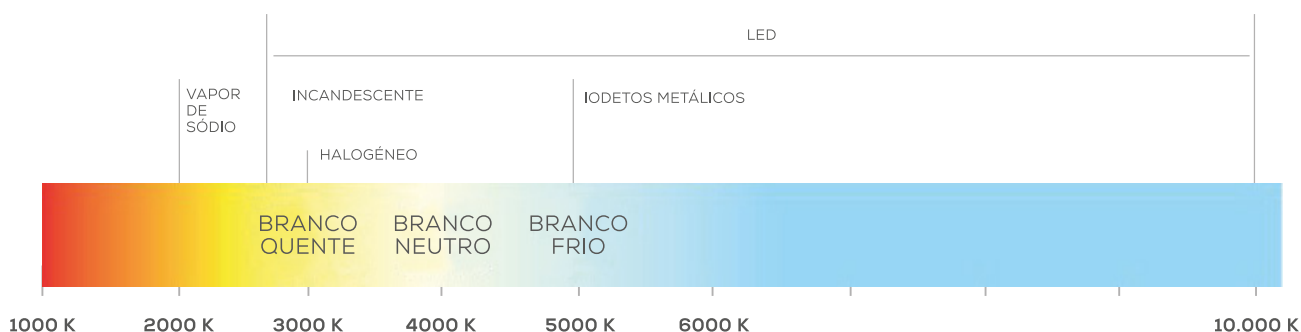 LED
VAPOR
DE
SÓDIO
INCANDESCENTE
IODETOS METÁLICOS
HALOGÉNEO
BRANCO
QUENTE
BRANCO
NEUTRO
BRANCO
FRIO
1000 K
2000 K
3000 K
4000 K
5000 K
6000 K
10.000 K